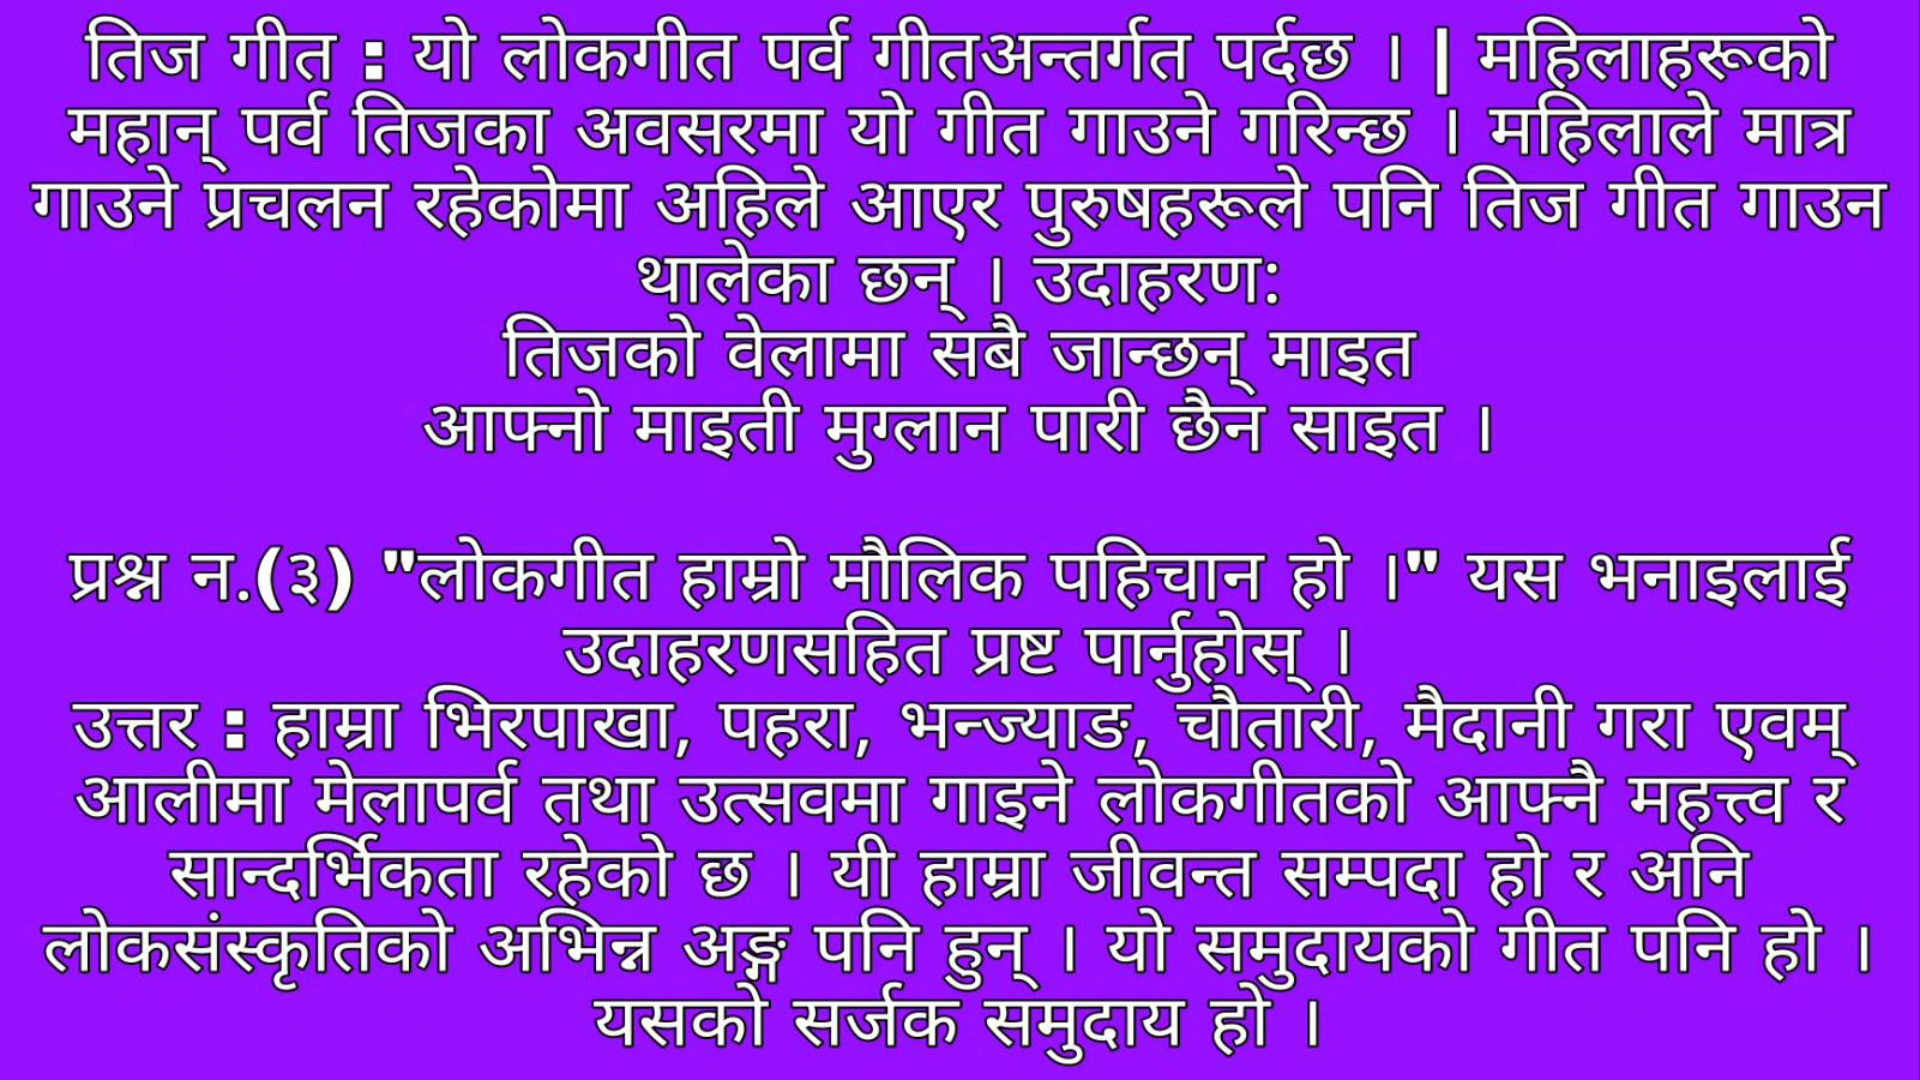 तिज गीत : यो लोकगीत पर्व गीतअन्तर्गत पर्दछ । | महिलाहरूको
महान् पर्व तिजका अवसरमा यो गीत गाउने गरिन्छ । महिलाले मात्र
गाउने प्रचलन रहेकोमा अहिले आएर पुरुषहरूले पनि तिज गीत गाउन
थालेका छन् । उदाहरण:
तिजको वेलामा सबै जान्छन् माइत
आफ्नो माइती मुग्लान पारी छैन साइत ।
प्रश्न न.(३) "लोकगीत हाम्रो मौलिक पहिचान हो ।" यस भनाइलाई
उदाहरणसहित प्रष्ट पार्नुहोस् ।
उत्तर : हाम्रा भिरपाखा, पहरा, भन्ज्याङ, चौतारी, मैदानी गरा एवम्
आलीमा मेलापर्व तथा उत्सवमा गाइने लोकगीतको आफ्नै महत्त्व र
सान्दर्भिकता रहेको छ । यी हाम्रा जीवन्त सम्पदा हो र अनि
लोकसंस्कृतिको अभिन्न अङ्ग पनि हुन् । यो समुदायको गीत पनि हो ।
यसको सर्जक समुदाय हो ।